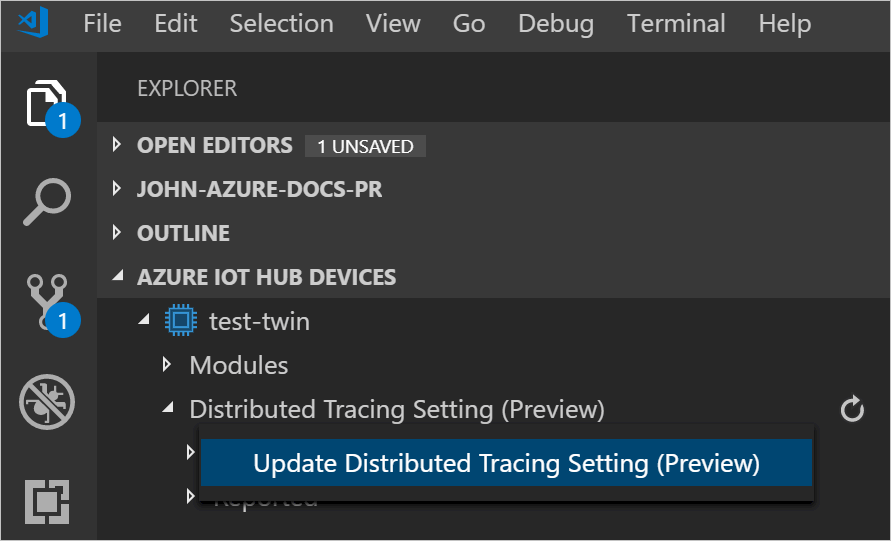 File Edit Selection View Go Debug Terminal Help
EXPLORER
1
OPEN EDITORS 1 UNSAVED
JOHN-AZURE-DOCS-PR
OUTLINE
AZURE IOT HUB DEVICES
1
test-twin
Modules
Distributed Tracing Setting (Preview)
Update Distributed Tracing Setting (Preview)
Reported